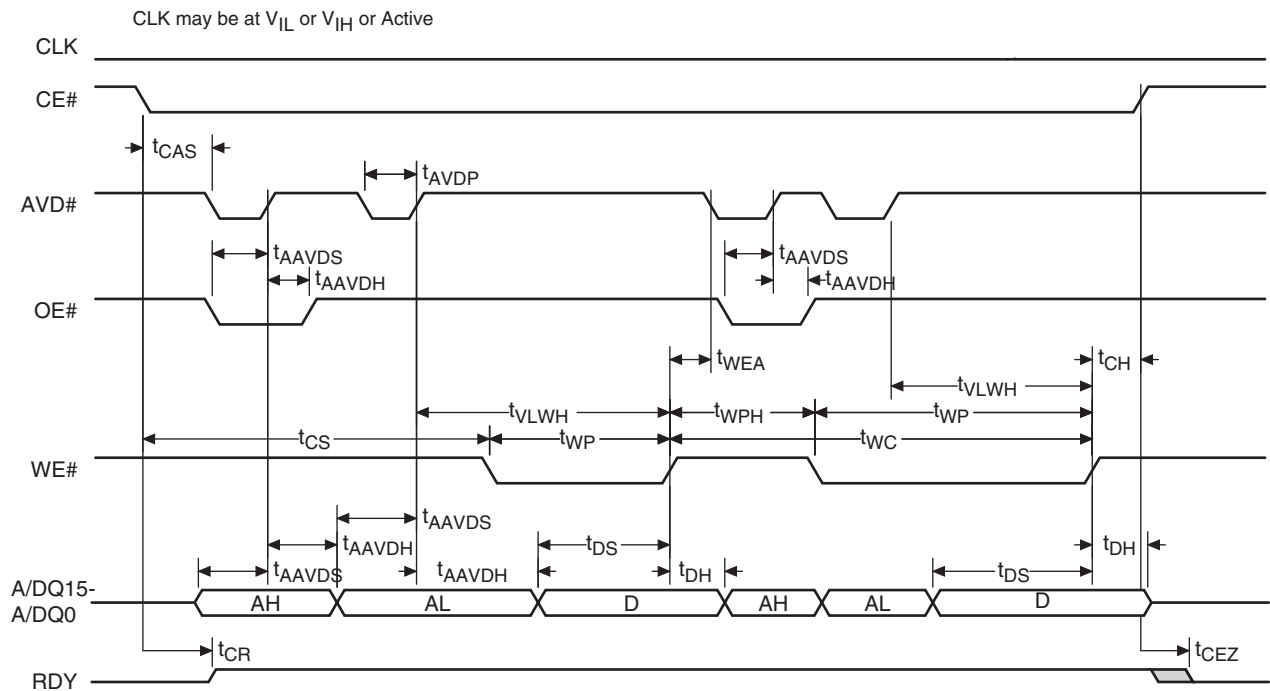 CLK may be at VIL or VIH or Active
CLK
CE#
tCAS
tAVDP
AVD#
tAAVDS
tAAVDS
tAAVDH
tAAVDH
OE#
tWEA
tCH
tVLWH
tVLWH
tWPH
tWP
tCS
tWP
tWC
WE#
tAAVDS
tAAVDH
tDS
tDH
tAAVDS
tAAVDH
tDH
tDS
A/DQ15-
A/DQ0
AH
AL
D
AH
AL
D
tCR
tCEZ
RDY